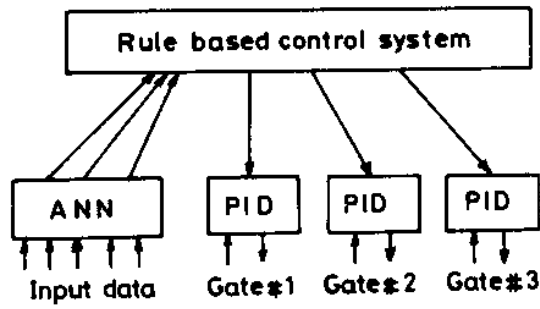 Rule based control system
ANN PID PID PID
Input data Gate#1 Gate#2 Gate#3